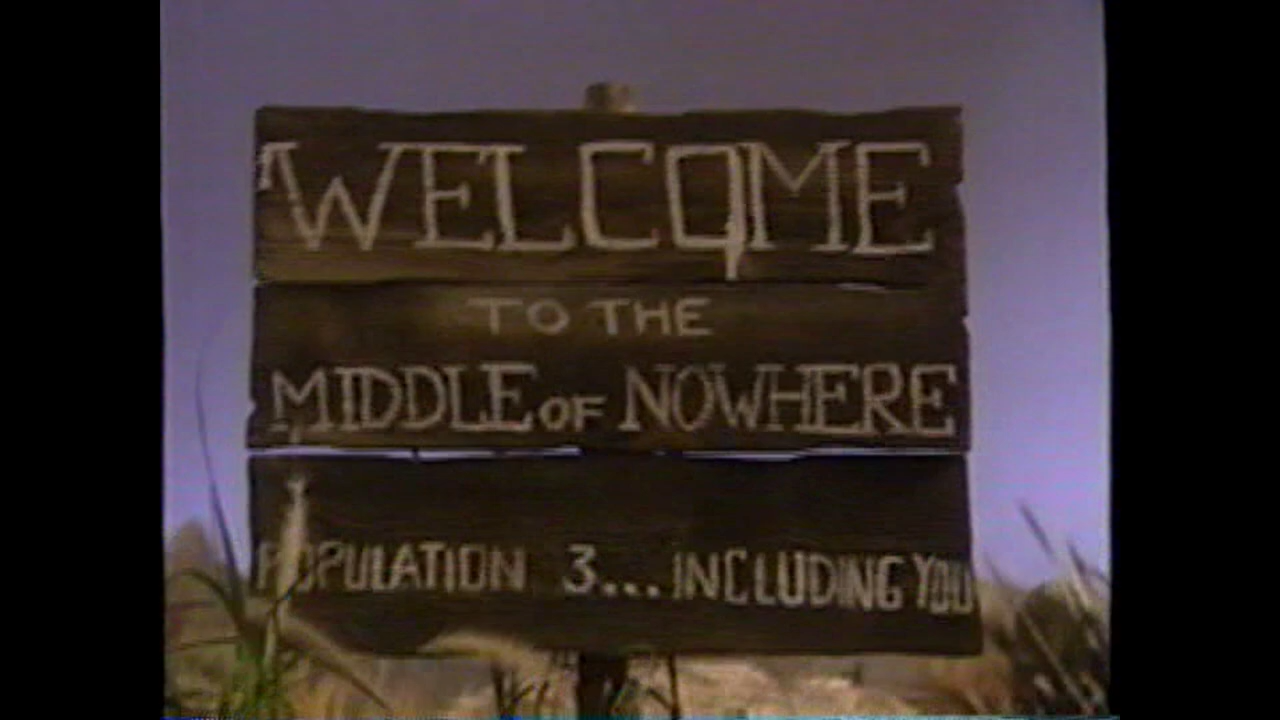 WELCOME
TO THE
MIDDLE OF NOWHERE
POPULATION 3... INCLUDING YOU